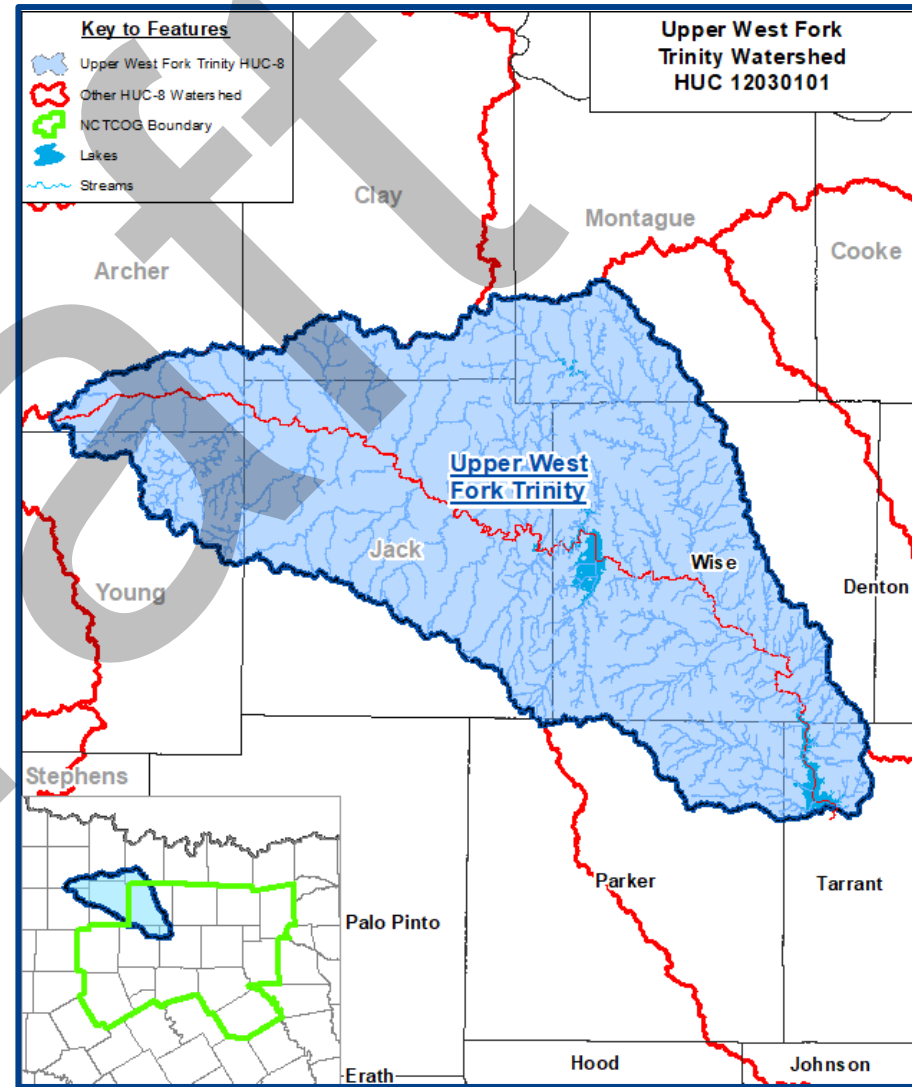 Key to Features
Upper West Fork Trinity HUC-8
Other HUC-8 Watershed
NCTCOG Boundary
Lakes
Streams
Upper West Fork
Trinity Watershed
HUC 12030101
Clay
Montague
Archer
Cooke
Upper West
Fork Trinity
Jack
Wise
Young
Denton
Stephens
Parker
Tarrant
Palo Pinto
Hood
Johnson
Erath